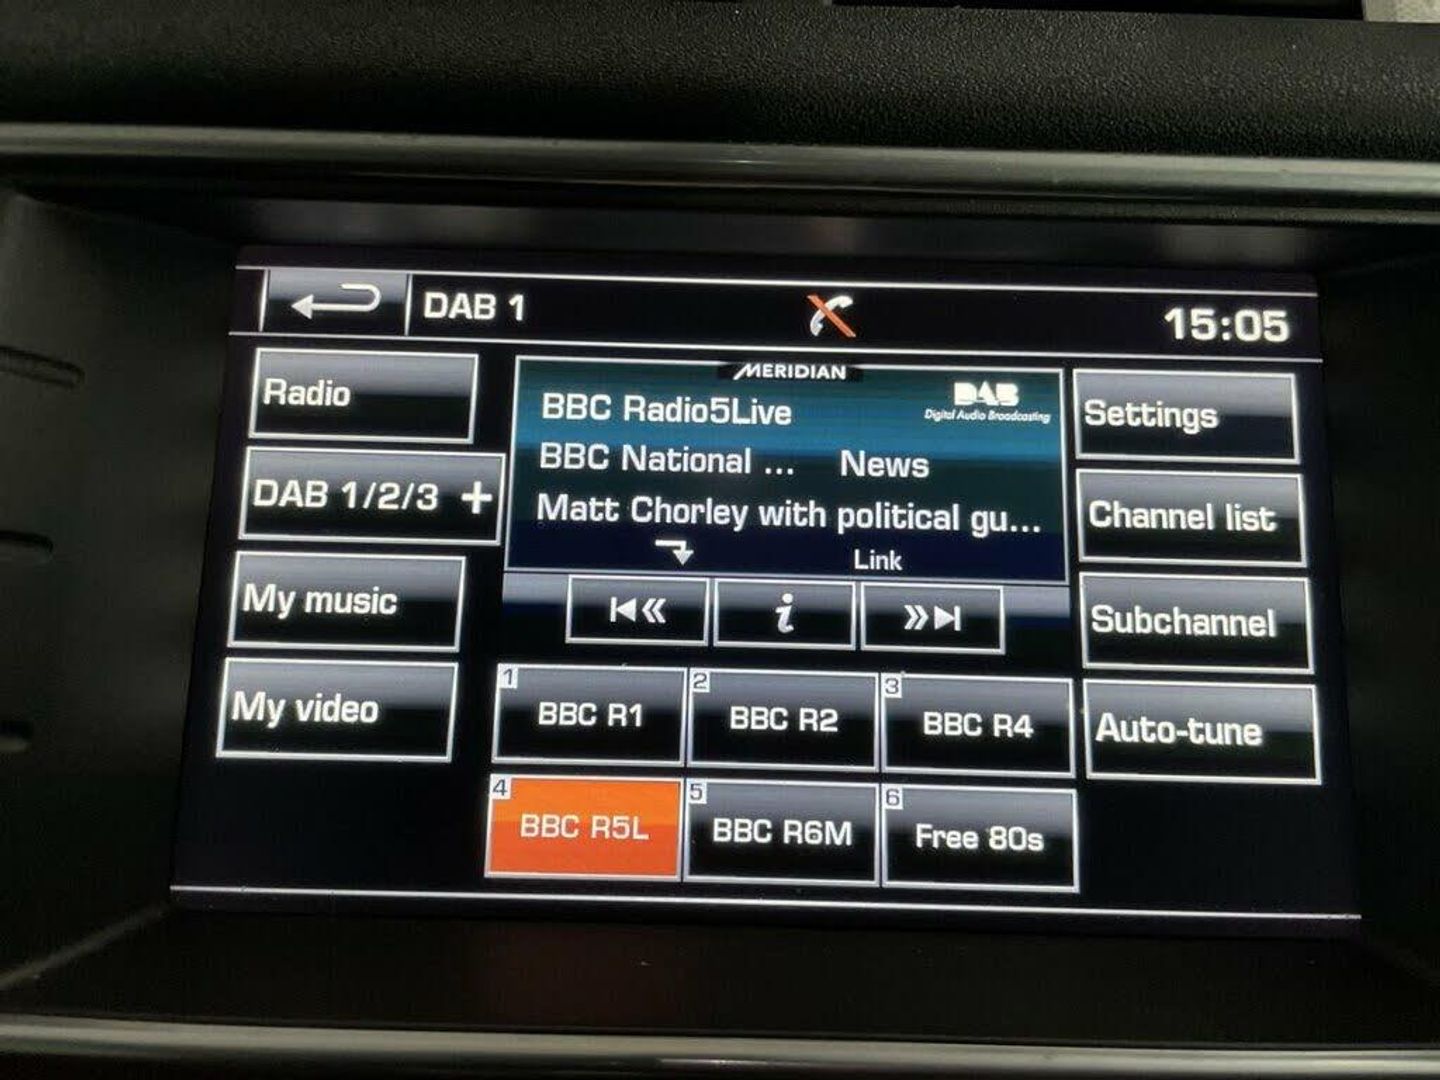 DAB 1
15:05
Radio
DAB 1/2/3 +
My music
My video
MERIDIAN
DAB
Digital Audio Broadcasting
BBC Radio5Live
BBC National ... News
Matt Chorley with political gu...
Link
i
Settings
Channel list
Subchannel
Auto-tune
1 BBC R1
2 BBC R2
3 BBC R4
4 BBC R5L
5 BBC R6M
6 Free 80s